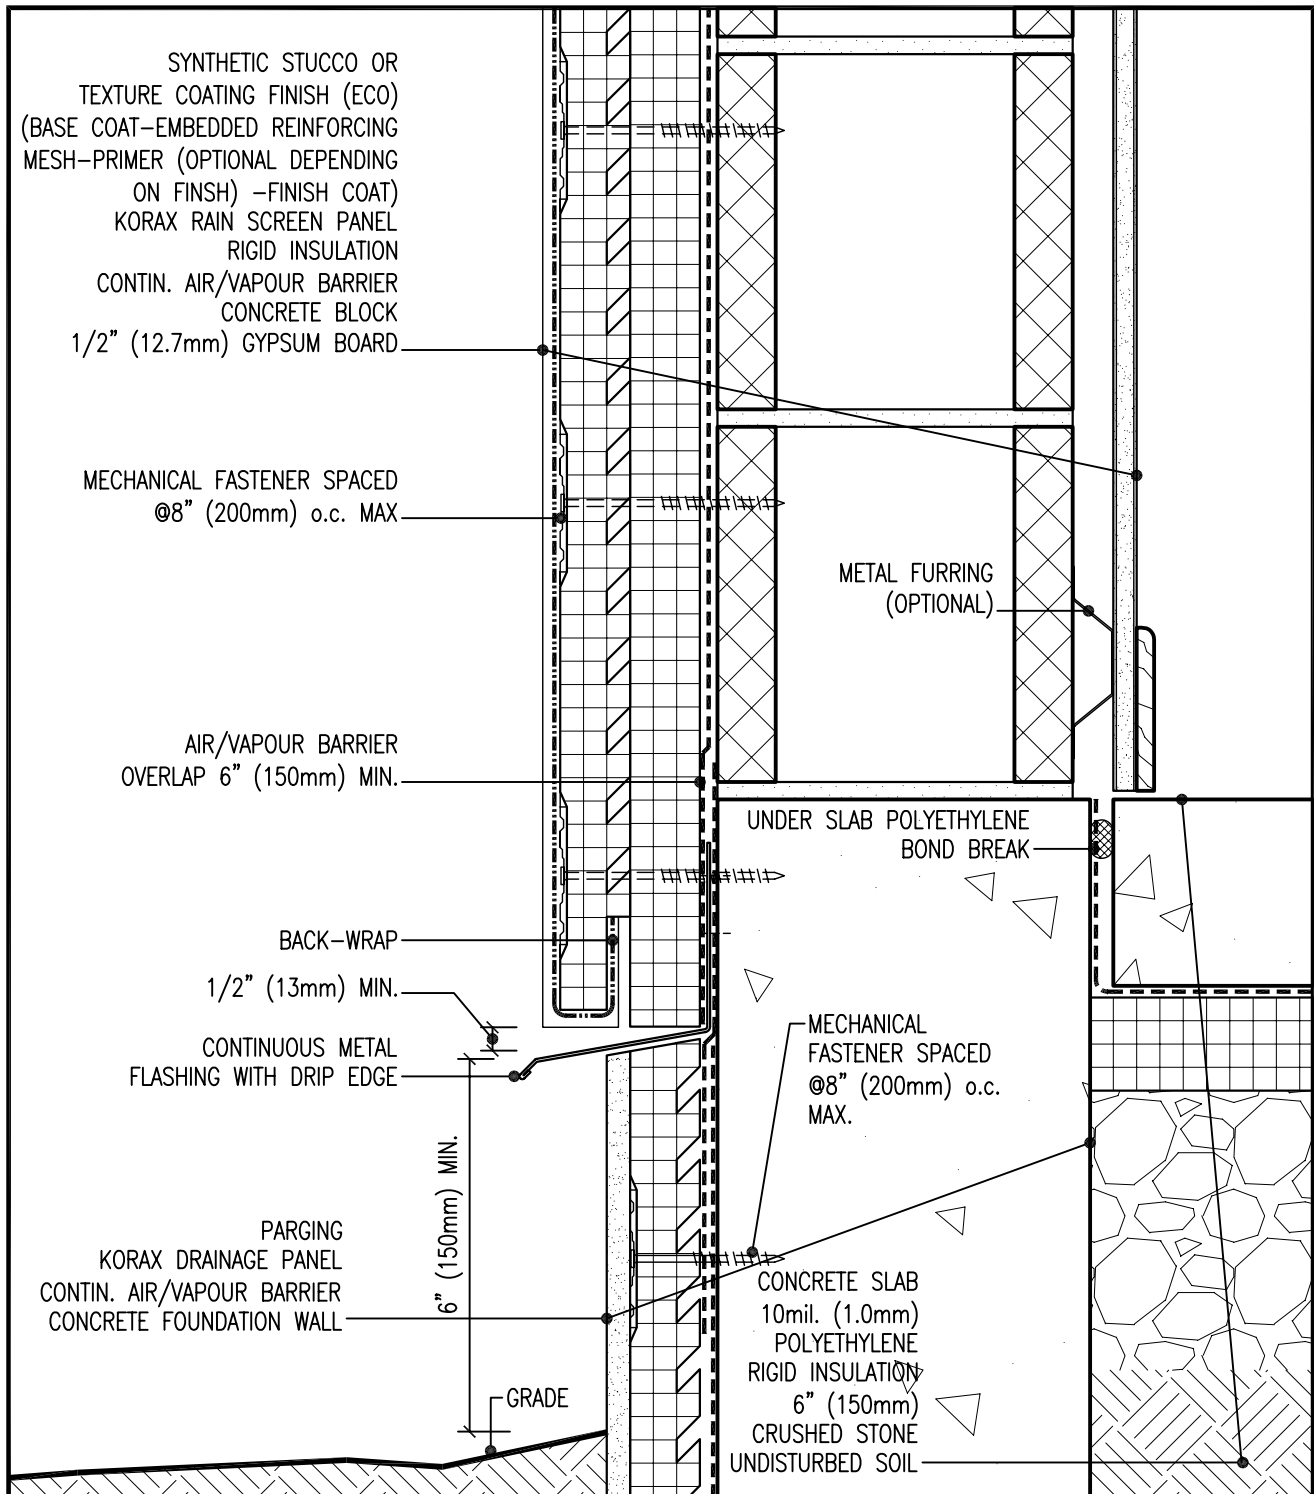 SYNTHETIC STUCCO OR
TEXTURE COATING FINISH (ECO)
(BASE COAT-EMBEDDED REINFORCING
MESH-PRIMER (OPTIONAL DEPENDING
ON FINSH) -FINISH COAT)
KORAX RAIN SCREEN PANEL
RIGID INSULATION
CONTIN. AIR/VAPOUR BARRIER
CONCRETE BLOCK
1/2" (12.7mm) GYPSUM BOARD
MECHANICAL FASTENER SPACED
@8" (200mm) o.c. MAX
METAL FURRING
(OPTIONAL)
AIR/VAPOUR BARRIER
OVERLAP 6" (150mm) MIN.
UNDER SLAB POLYETHYLENE
BOND BREAK
BACK-WRAP
1/2" (13mm) MIN.
CONTINUOUS METAL
FLASHING WITH DRIP EDGE
MECHANICAL
FASTENER SPACED
@8" (200mm) o.c.
MAX.
6" (150mm) MIN.
PARGING
KORAX DRAINAGE PANEL
CONTIN. AIR/VAPOUR BARRIER
CONCRETE FOUNDATION WALL
CONCRETE SLAB
10mil. (1.0mm)
POLYETHYLENE
RIGID INSULATION
6" (150mm)
CRUSHED STONE
UNDISTURBED SOIL
GRADE